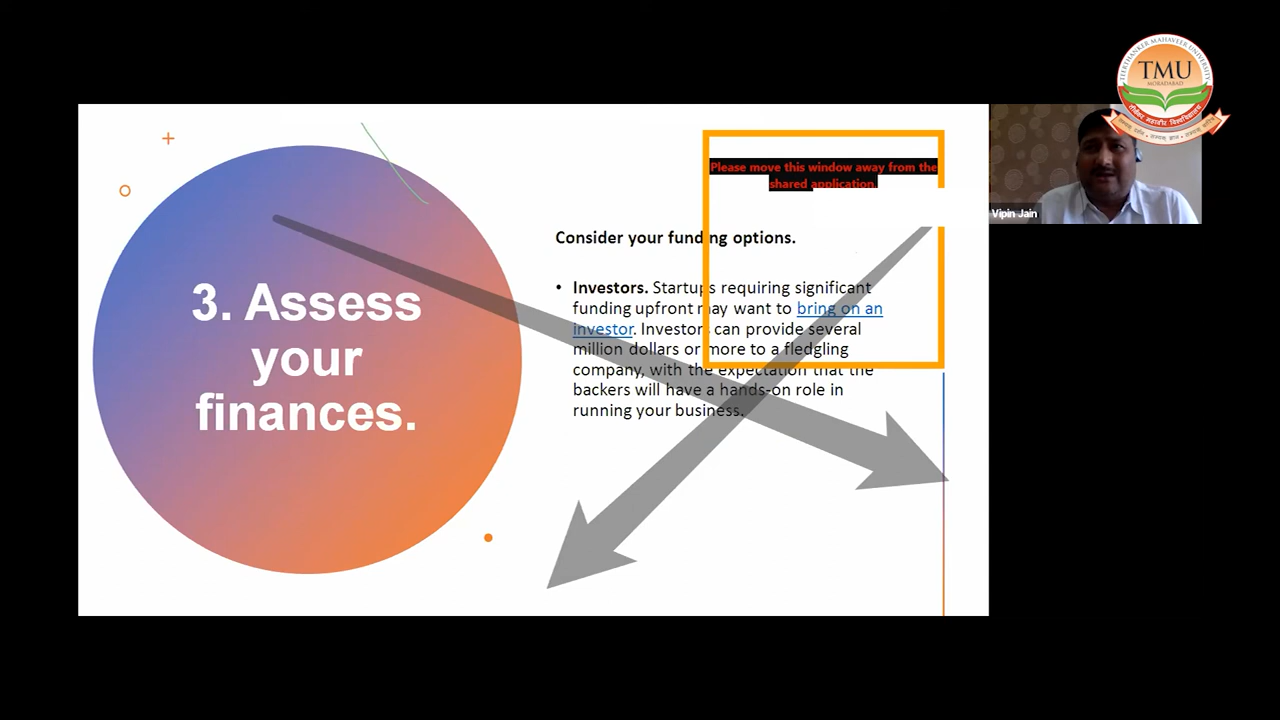 TEERTHANKER MAHAVEER UNIVERSITY
TMU
MORADABAD
Please move this window away from the
shared application.
Vipin Jain
3. Assess
your
finances.
Consider your funding options.
• Investors. Startups requiring significant
funding upfront may want to bring on an
investor. Investors can provide several
million dollars or more to a fledgling
company, with the expectation that the
backers will have a hands-on role in
running your business.